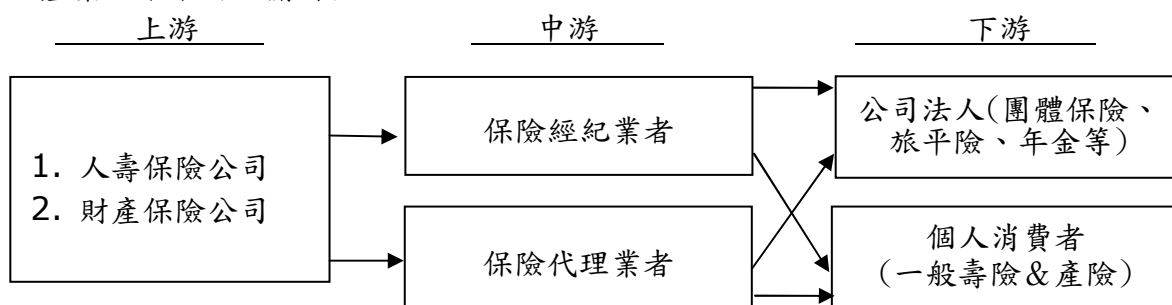 上游
中游
下游
1. 人壽保險公司
2. 財產保險公司
保險經紀業者
保險代理業者
公司法人(團體保險、
旅平險、年金等)
個人消費者
(一般壽險&產險)